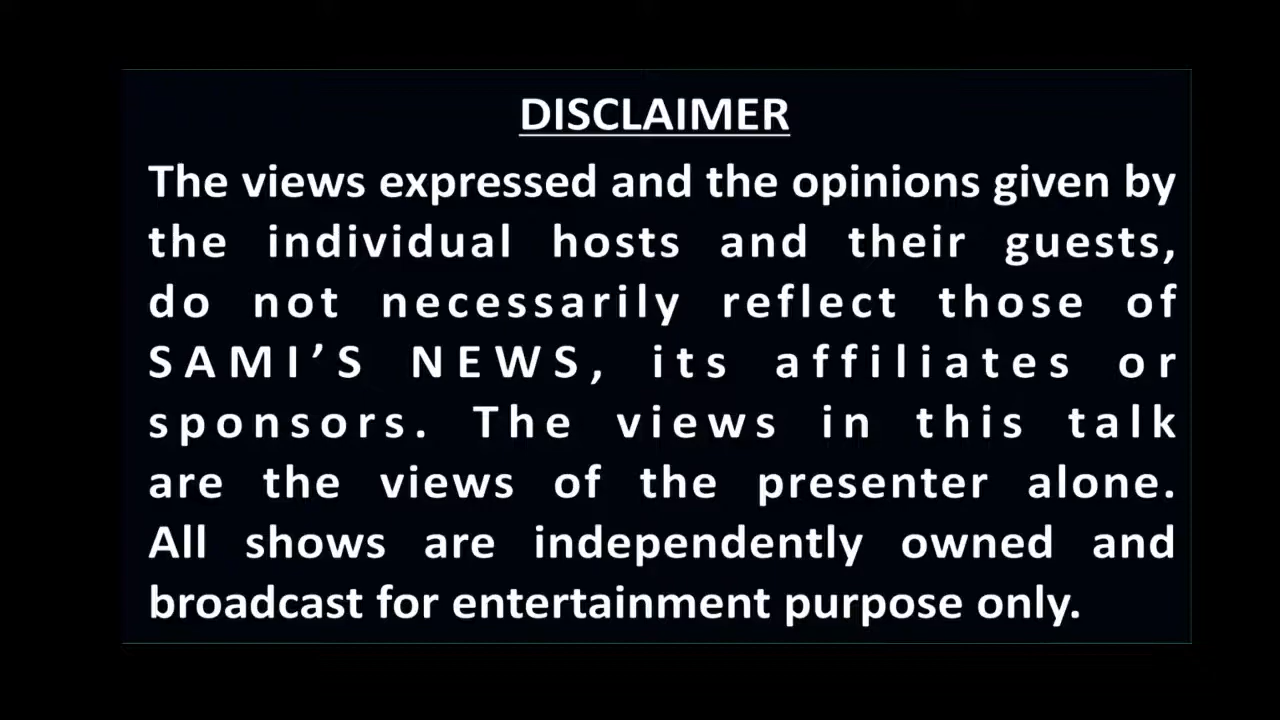 DISCLAIMER
The views expressed and the opinions given by
the individual hosts and their guests,
do not necessarily reflect those of
SAMI’S NEWS, its affiliates or
sponsors. The views in this talk
are the views of the presenter alone.
All shows are independently owned and
broadcast for entertainment purpose only.